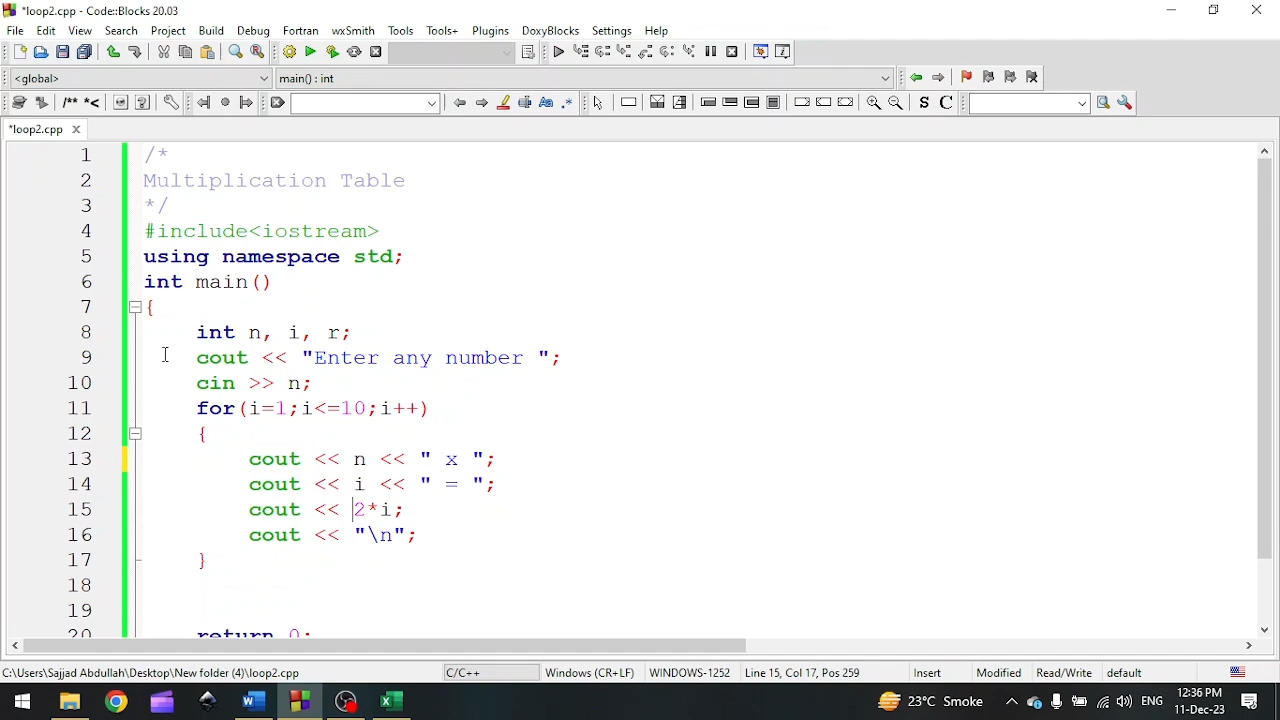 *loop2.cpp - Code::Blocks 20.03
File Edit View Search Project Build Debug Fortran wxSmith Tools Tools+ Plugins DoxyBlocks Settings Help
<global> main() : int
/** *<
S C
*loop2.cpp
1 /*
2 Multiplication Table
3 */
4 #include<iostream>
5 using namespace std;
6 int main()
7 {
8 int n, i, r;
9 cout << "Enter any number ";
10 cin >> n;
11 for(i=1;i<=10;i++)
12 {
13 cout << n << " x ";
14 cout << i << " = ";
15 cout << 2*i;
16 cout << "\n";
17 }
18
19
20 return 0;
C:\Users\Sajjad Abdullah\Desktop\New folder (4)\loop2.cpp C/C++ Windows (CR+LF) WINDOWS-1252 Line 15, Col 17, Pos 259 Insert Modified Read/Write default
23°C Smoke ENG 12:36 PM
11-Dec-23